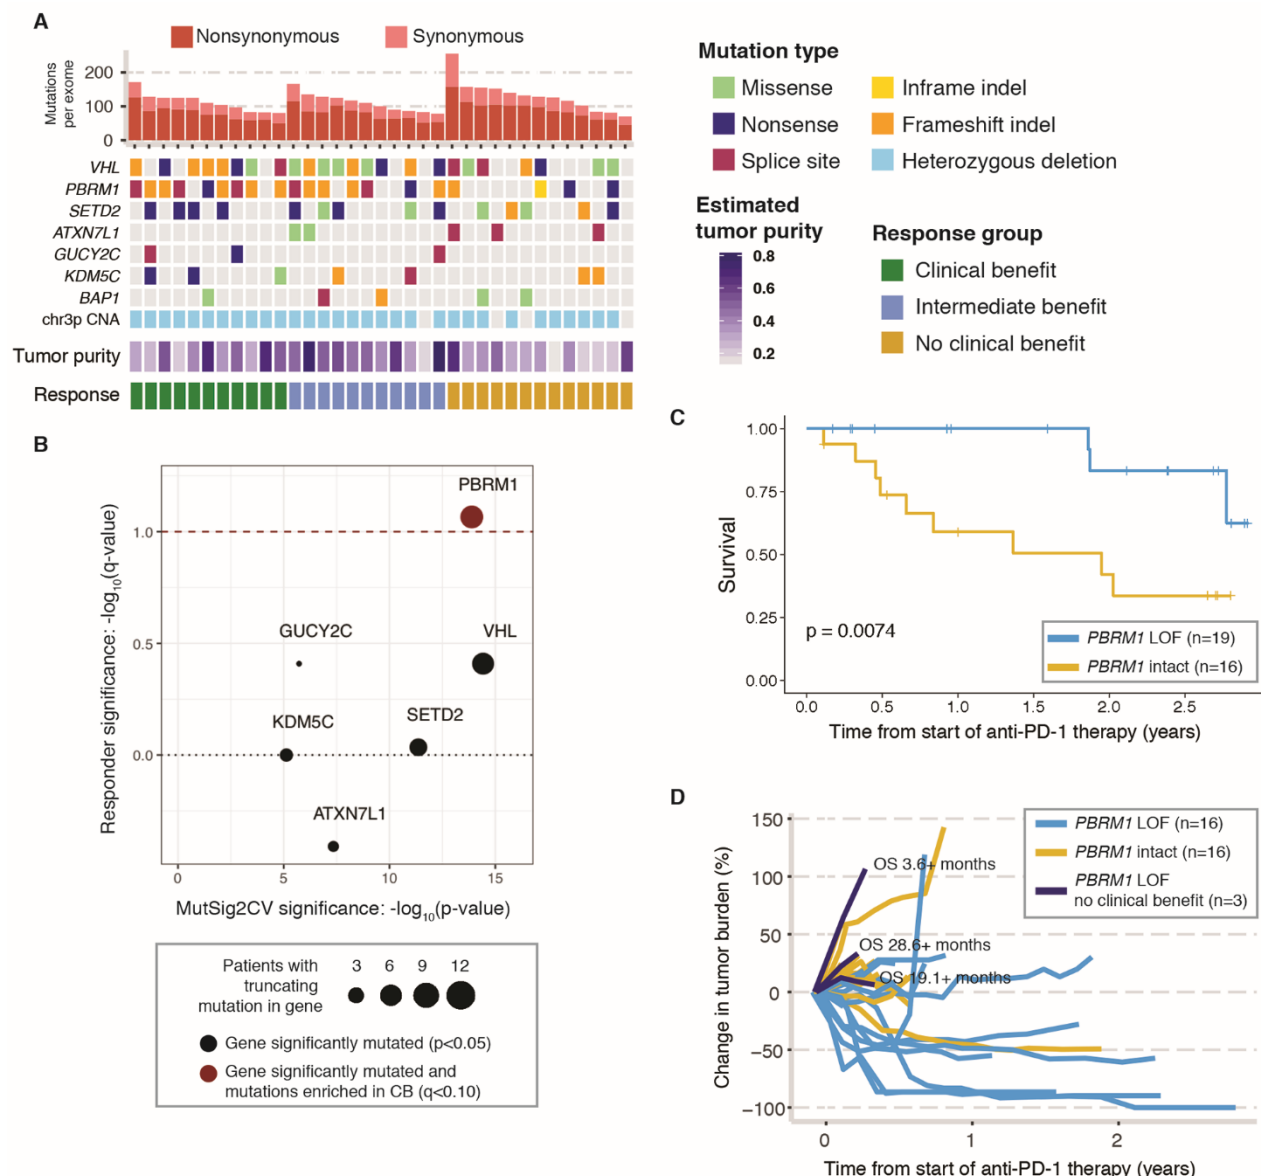 A
Nonsynonymous
Synonymous
Mutations
per exome
200
100
0
VHL
PBRM1
SETD2
ATXN7L1
GUCY2C
KDM5C
BAP1
chr3p CNA
Tumor purity
Response
Mutation type
Missense
Nonsense
Splice site
Inframe indel
Frameshift indel
Heterozygous deletion
Estimated
tumor purity
0.8
0.6
0.4
0.2
Response group
Clinical benefit
Intermediate benefit
No clinical benefit
B
Responder significance: -log10(q-value)
1.0
0.5
0.0
PBRM1
GUCY2C
VHL
KDM5C
SETD2
ATXN7L1
0 5 10 15
MutSig2CV significance: -log10(p-value)
Patients with
truncating
mutation in gene
3 6 9 12
Gene significantly mutated (p<0.05)
Gene significantly mutated and
mutations enriched in CB (q<0.10)
C
Survival
1.00
0.75
0.50
0.25
0.00
p = 0.0074
PBRM1 LOF (n=19)
PBRM1 intact (n=16)
0.0 0.5 1.0 1.5 2.0 2.5
Time from start of anti-PD-1 therapy (years)
D
Change in tumor burden (%)
150
100
50
0
−50
−100
OS 3.6+ months
OS 28.6+ months
OS 19.1+ months
PBRM1 LOF (n=16)
PBRM1 intact (n=16)
PBRM1 LOF
no clinical benefit (n=3)
0 1 2
Time from start of anti-PD-1 therapy (years)